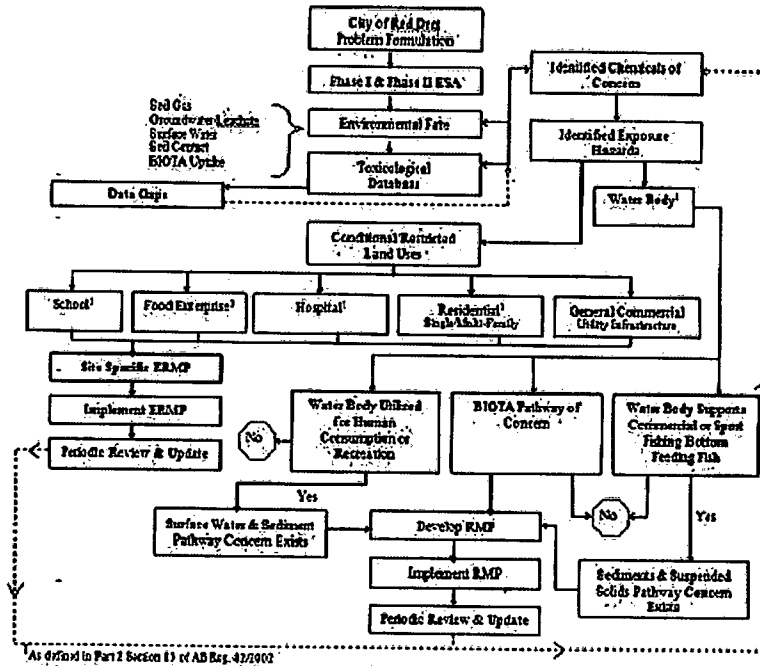 City of Red Deer
Problem Formulation
Phase I & Phase II ESA
Identified Chemicals of
Concern
Soil Gas
Groundwater/Leachate
Surface Water
Soil Contact
BIOTA Uptake
Environmental Fate
Identified Exposure
Hazards
Toxicological
Database
Data Gaps
Water Body¹
Conditional/Restricted
Land Uses
School¹
Food Enterprise³
Hospital¹
Residential¹
Single/Multi-Family
General Commercial
Utility Infrastructure
Site Specific ERMP
Implement ERMP
Periodic Review & Update
Water Body Utilized
for Human
Consumption or
Recreation
No
BIOTA Pathway of
Concern
Water Body Supports
Commercial or Sport
Fishing Bottom
Feeding Fish
Yes
No
Yes
Surface Water & Sediment
Pathway Concern Exists
Develop RMP
Implement RMP
Sediments & Suspended
Solids Pathway Concern
Exists
Periodic Review & Update
¹As defined in Part 2 Section 13 of AB Reg. 43/2002